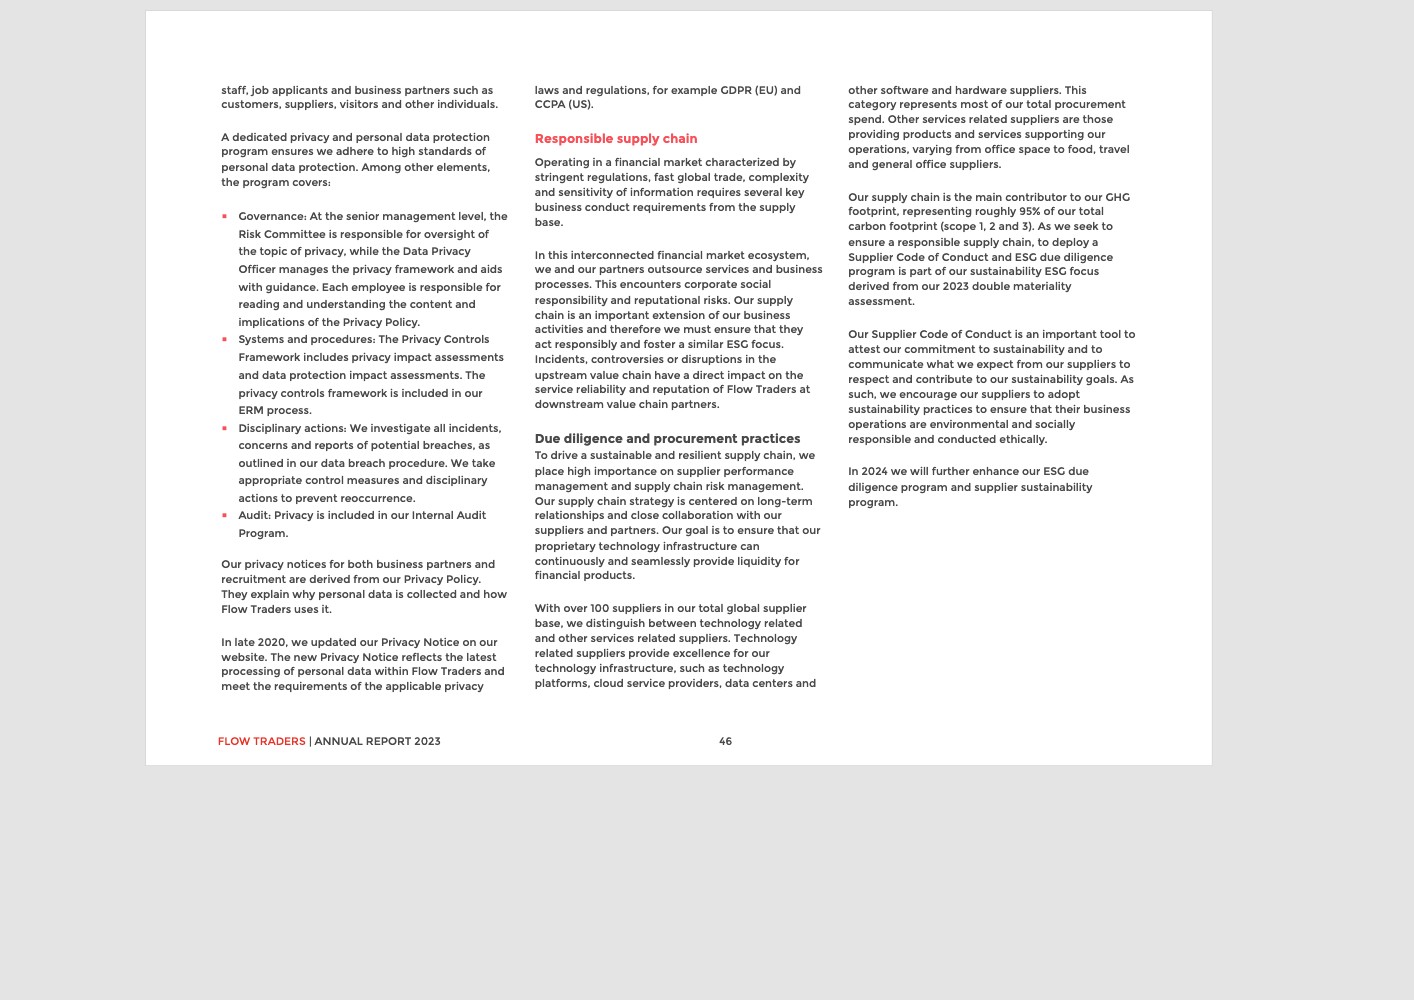 staff, job applicants and business partners such as
customers, suppliers, visitors and other individuals.
A dedicated privacy and personal data protection
program ensures we adhere to high standards of
personal data protection. Among other elements,
the program covers:
▪ Governance: At the senior management level, the
Risk Committee is responsible for oversight of
the topic of privacy, while the Data Privacy
Officer manages the privacy framework and aids
with guidance. Each employee is responsible for
reading and understanding the content and
implications of the Privacy Policy.
▪ Systems and procedures: The Privacy Controls
Framework includes privacy impact assessments
and data protection impact assessments. The
privacy controls framework is included in our
ERM process.
▪ Disciplinary actions: We investigate all incidents,
concerns and reports of potential breaches, as
outlined in our data breach procedure. We take
appropriate control measures and disciplinary
actions to prevent reoccurrence.
▪ Audit: Privacy is included in our Internal Audit
Program.
Our privacy notices for both business partners and
recruitment are derived from our Privacy Policy.
They explain why personal data is collected and how
Flow Traders uses it.
In late 2020, we updated our Privacy Notice on our
website. The new Privacy Notice reflects the latest
processing of personal data within Flow Traders and
meet the requirements of the applicable privacy
laws and regulations, for example GDPR (EU) and
CCPA (US).
Responsible supply chain
Operating in a financial market characterized by
stringent regulations, fast global trade, complexity
and sensitivity of information requires several key
business conduct requirements from the supply
base.
In this interconnected financial market ecosystem,
we and our partners outsource services and business
processes. This encounters corporate social
responsibility and reputational risks. Our supply
chain is an important extension of our business
activities and therefore we must ensure that they
act responsibly and foster a similar ESG focus.
Incidents, controversies or disruptions in the
upstream value chain have a direct impact on the
service reliability and reputation of Flow Traders at
downstream value chain partners.
Due diligence and procurement practices
To drive a sustainable and resilient supply chain, we
place high importance on supplier performance
management and supply chain risk management.
Our supply chain strategy is centered on long-term
relationships and close collaboration with our
suppliers and partners. Our goal is to ensure that our
proprietary technology infrastructure can
continuously and seamlessly provide liquidity for
financial products.
With over 100 suppliers in our total global supplier
base, we distinguish between technology related
and other services related suppliers. Technology
related suppliers provide excellence for our
technology infrastructure, such as technology
platforms, cloud service providers, data centers and
other software and hardware suppliers. This
category represents most of our total procurement
spend. Other services related suppliers are those
providing products and services supporting our
operations, varying from office space to food, travel
and general office suppliers.
Our supply chain is the main contributor to our GHG
footprint, representing roughly 95% of our total
carbon footprint (scope 1, 2 and 3). As we seek to
ensure a responsible supply chain, to deploy a
Supplier Code of Conduct and ESG due diligence
program is part of our sustainability ESG focus
derived from our 2023 double materiality
assessment.
Our Supplier Code of Conduct is an important tool to
attest our commitment to sustainability and to
communicate what we expect from our suppliers to
respect and contribute to our sustainability goals. As
such, we encourage our suppliers to adopt
sustainability practices to ensure that their business
operations are environmental and socially
responsible and conducted ethically.
In 2024 we will further enhance our ESG due
diligence program and supplier sustainability
program.
FLOW TRADERS | ANNUAL REPORT 2023
46